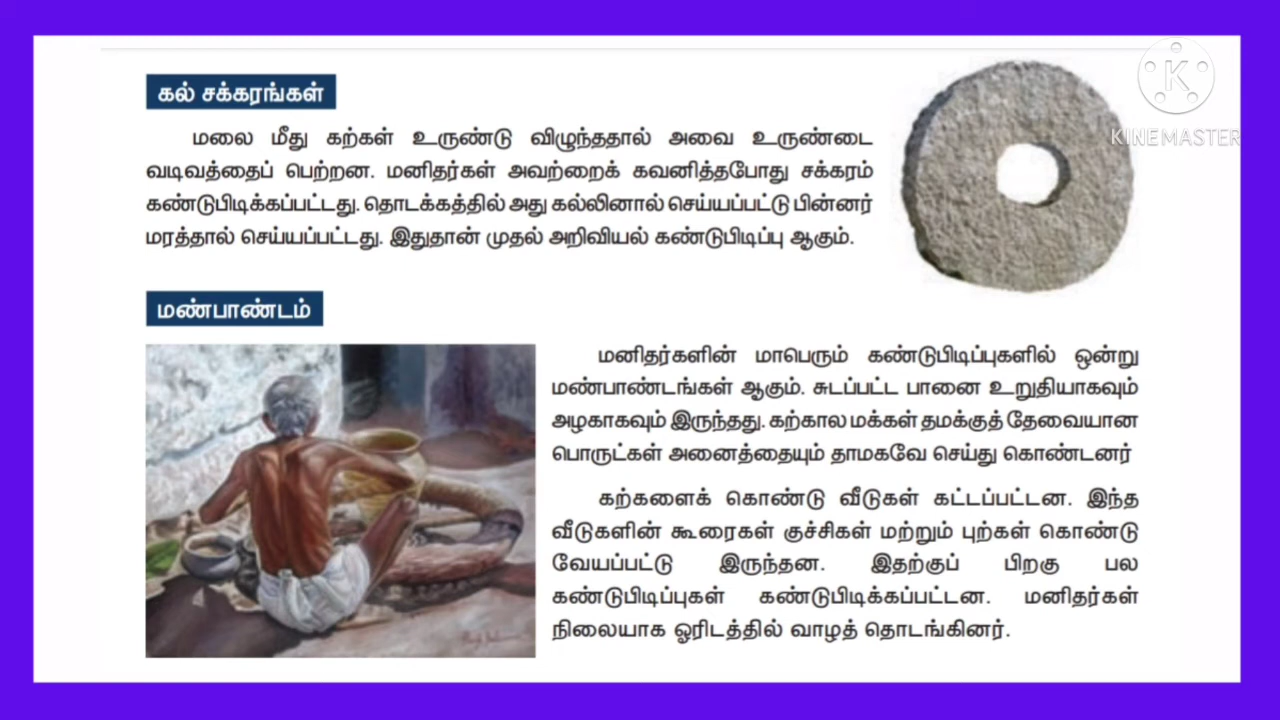 கல் சக்கரங்கள்
மலை மீது கற்கள் உருண்டு விழுந்ததால் அவை உருண்டை
வடிவத்தைப் பெற்றன. மனிதர்கள் அவற்றைக் கவனித்தபோது சக்கரம்
கண்டுபிடிக்கப்பட்டது. தொடக்கத்தில் அது கல்லினால் செய்யப்பட்டு பின்னர்
மரத்தால் செய்யப்பட்டது. இதுதான் முதல் அறிவியல் கண்டுபிடிப்பு ஆகும்.
K
KINEMASTER
மண்பாண்டம்
மனிதர்களின் மாபெரும் கண்டுபிடிப்புகளில் ஒன்று
மண்பாண்டங்கள் ஆகும். சுடப்பட்ட பானை உறுதியாகவும்
அழகாகவும் இருந்தது. கற்கால மக்கள் தமக்குத் தேவையான
பொருட்கள் அனைத்தையும் தாமகவே செய்து கொண்டனர்
கற்களைக் கொண்டு வீடுகள் கட்டப்பட்டன. இந்த
வீடுகளின் கூரைகள் குச்சிகள் மற்றும் புற்கள் கொண்டு
வேயப்பட்டு இருந்தன. இதற்குப் பிறகு பல
கண்டுபிடிப்புகள் கண்டுபிடிக்கப்பட்டன. மனிதர்கள்
நிலையாக ஓரிடத்தில் வாழத் தொடங்கினர்.